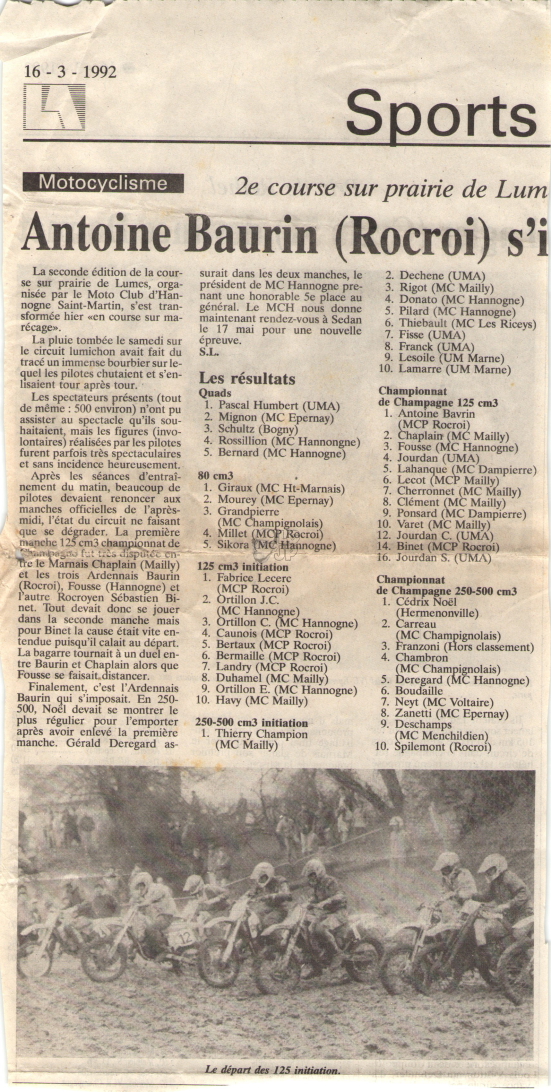 16 - 3 - 1992
Sports
Motocyclisme
2e course sur prairie de Lum
Antoine Baurin (Rocroi) s'i
La seconde édition de la cour-
se sur prairie de Lumes, orga-
nisée par le Moto Club d'Han-
nogne Saint-Martin, s'est trans-
formée hier «en course sur ma-
récage».
La pluie tombée le samedi sur
le circuit lumichon avait fait du
tracé un immense bourbier sur le-
quel les pilotes chutaient et s'en-
lisaient tour après tour.
Les spectateurs présents (tout
de même : 500 environ) n'ont pu
assister au spectacle qu'ils sou-
haitaient, mais les figures (invo-
lontaires) réalisées par les pilotes
furent parfois très spectaculaires
et sans incidence heureusement.
Après les séances d'entraî-
nement du matin, beaucoup de
pilotes devaient renoncer aux
manches officielles de l'après-
midi, l'état du circuit ne faisant
que se dégrader. La première
manche 125 cm3 championnat de
Champagne fut très disputée en-
tre le Marnais Chaplain (Mailly)
et les trois Ardennais Baurin
(Rocroi), Fousse (Hannogne) et
l'autre Rocroyen Sébastien Bi-
net. Tout devait donc se jouer
dans la seconde manche mais
pour Binet la cause était vite en-
tendue puisqu'il calait au départ.
La bagarre tournait à un duel en-
tre Baurin et Chaplain alors que
Fousse se faisait distancer.
Finalement, c'est l'Ardennais
Baurin qui s'imposait. En 250-
500, Noël devait se montrer le
plus régulier pour l'emporter
après avoir enlevé la première
manche. Gérald Deregard as-
surait dans les deux manches, le
président de MC Hannogne pre-
nant une honorable 5e place au
général. Le MCH nous donne
maintenant rendez-vous à Sedan
le 17 mai pour une nouvelle
épreuve.
S.L.
Les résultats
Quads
1. Pascal Humbert (UMA)
2. Mignon (MC Epernay)
3. Schultz (Bogny)
4. Rossillion (MC Hannongne)
5. Bernard (MC Hannogne)
80 cm3
1. Giraux (MC Ht-Marnais)
2. Mourey (MC Epernay)
3. Grandpierre
(MC Champignolais)
4. Millet (MCP Rocroi)
5. Sikora (MC Hannogne)
125 cm3 initiation
1. Fabrice Lecerc
(MCP Rocroi)
2. Ortillon J.C.
(MC Hannogne)
3. Ortillon C. (MC Hannogne)
4. Caunois (MCP Rocroi)
5. Bertaux (MCP Rocroi)
6. Bermaille (MCP Rocroi)
7. Landry (MCP Rocroi)
8. Duhamel (MC Mailly)
9. Ortillon E. (MC Hannogne)
10. Havy (MC Mailly)
250-500 cm3 initiation
1. Thierry Champion
(MC Mailly)
2. Dechene (UMA)
3. Rigot (MC Mailly)
4. Donato (MC Hannogne)
5. Pilard (MC Hannogne)
6. Thiebault (MC Les Riceys)
7. Fisse (UMA)
8. Franck (UMA)
9. Lesoile (UM Marne)
10. Lamarre (UM Marne)
Championnat
de Champagne 125 cm3
1. Antoine Bavrin
(MCP Rocroi)
2. Chaplain (MC Mailly)
3. Fousse (MC Hannogne)
4. Jourdan (UMA)
5. Lahanque (MC Dampierre)
6. Lecot (MCP Mailly)
7. Cherronnet (MC Mailly)
8. Clément (MC Mailly)
9. Ponsard (MC Dampierre)
10. Varet (MC Mailly)
12. Jourdan C. (UMA)
14. Binet (MCP Rocroi)
16. Jourdan S. (UMA)
Championnat
de Champagne 250-500 cm3
1. Cédrix Noël
(Hermenonville)
2. Carreau
(MC Champignolais)
3. Franzoni (Hors classement)
4. Chambron
(MC Champignolais)
5. Deregard (MC Hannogne)
6. Boudaille
7. Neyt (MC Voltaire)
8. Zanetti (MC Epernay)
9. Deschamps
(MC Menchildien)
10. Spilemont (Rocroi)
12
Le départ des 125 initiation.